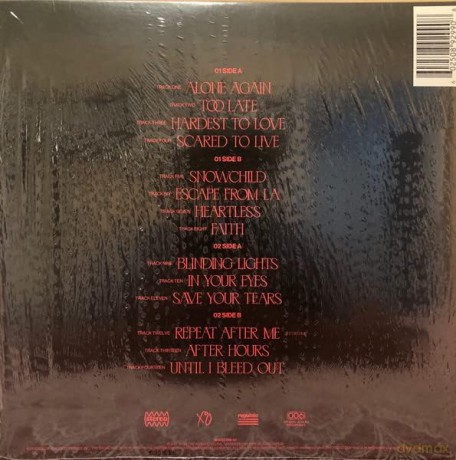 01 SIDE A
TRACK ONE ALONE AGAIN
TRACK TWO TOO LATE
TRACK THREE HARDEST TO LOVE
TRACK FOUR SCARED TO LIVE
01 SIDE B
TRACK FIVE SNOWCHILD
TRACK SIX ESCAPE FROM LA
TRACK SEVEN HEARTLESS
TRACK EIGHT FAITH
02 SIDE A
TRACK NINE BLINDING LIGHTS
TRACK TEN IN YOUR EYES
TRACK ELEVEN SAVE YOUR TEARS
02 SIDE B
TRACK TWELVE REPEAT AFTER ME
TRACK THIRTEEN AFTER HOURS
TRACK FOURTEEN UNTIL I BLEED OUT
XO
dvdmax